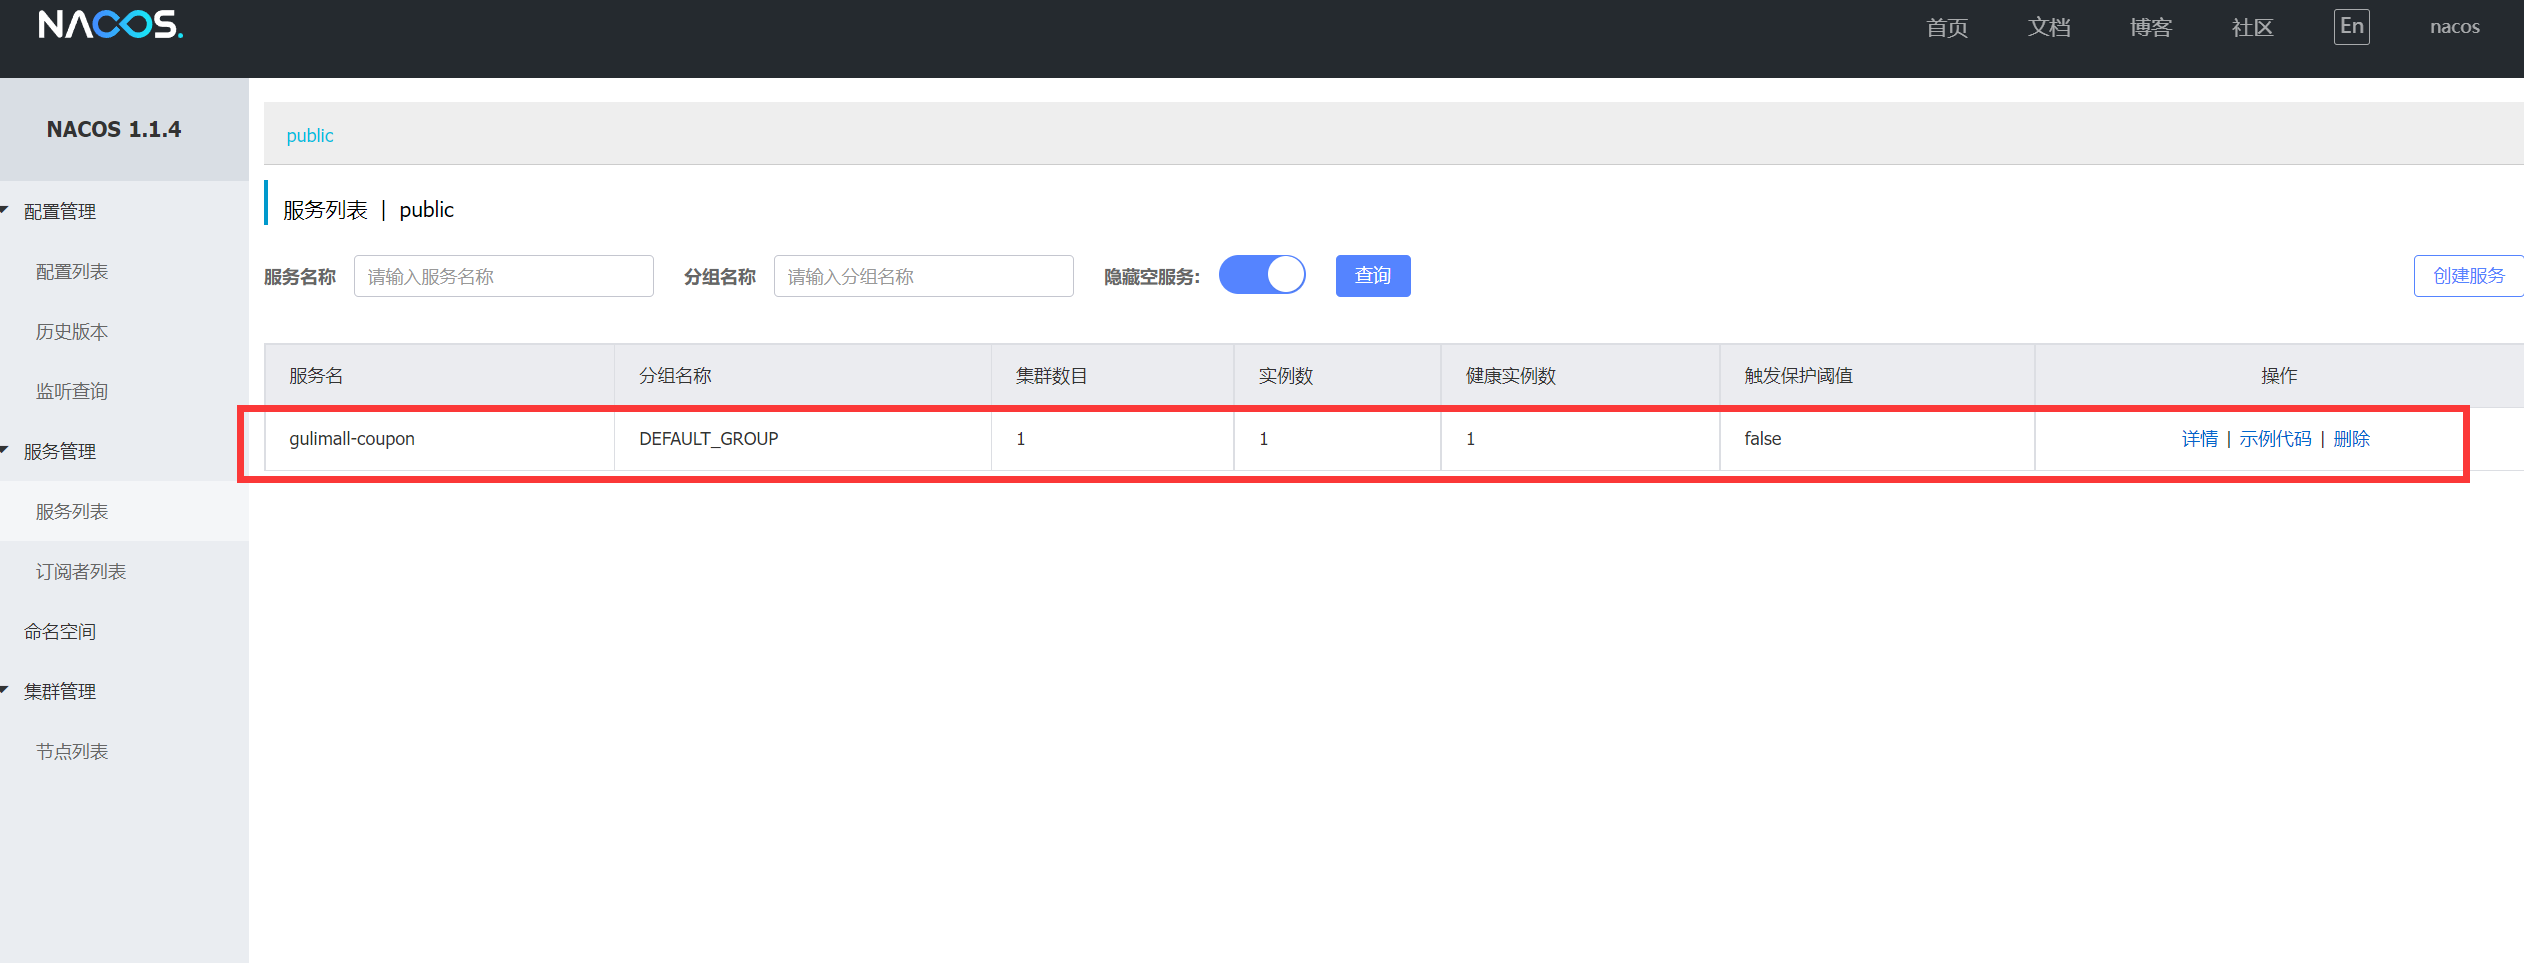 NACOS.
首页 文档 博客 社区 En nacos
NACOS 1.1.4
配置管理
配置列表
历史版本
监听查询
服务管理
服务列表
订阅者列表
命名空间
集群管理
节点列表
public
服务列表 | public
服务名称 请输入服务名称 分组名称 请输入分组名称 隐藏空服务: 查询 创建服务
服务名 分组名称 集群数目 实例数 健康实例数 触发保护阈值 操作
gulimall-coupon DEFAULT_GROUP 1 1 1 false 详情 | 示例代码 | 删除